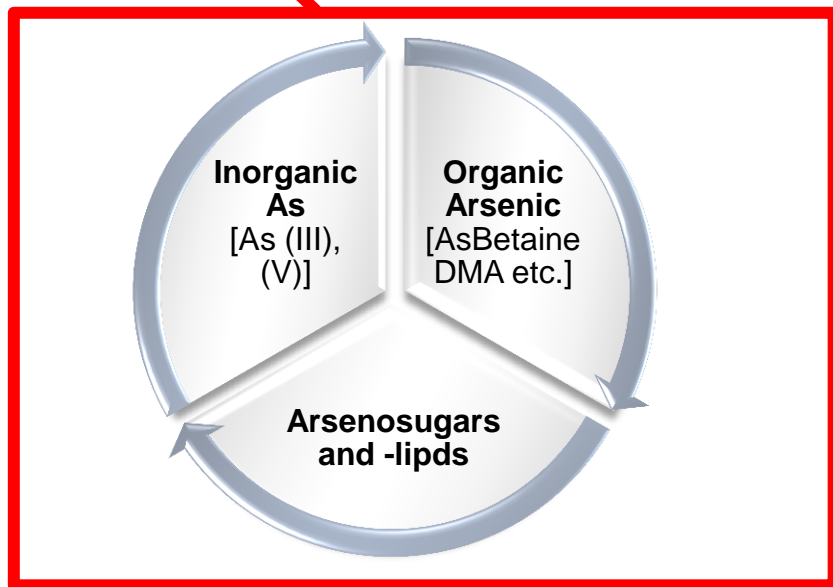 Inorganic
As
[As (III),
(V)]
Organic
Arsenic
[AsBetaine
DMA etc.]
Arsenosugars
and -lipds